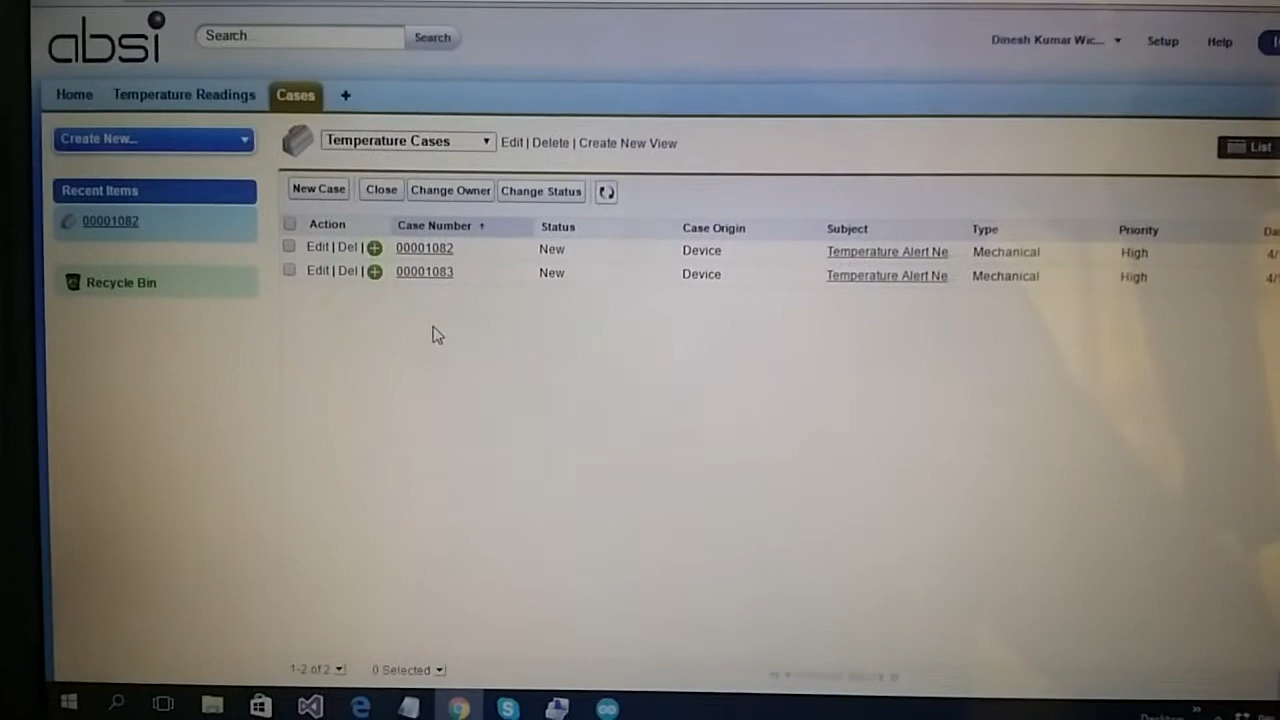 absi
Search... Search
Dinesh Kumar Wic... Setup Help
Home Temperature Readings Cases +
Create New...
Temperature Cases Edit | Delete | Create New View
List
Recent Items
00001082
Recycle Bin
New Case Close Change Owner Change Status
Action Case Number ↑ Status Case Origin Subject Type Priority
Edit | Del | 00001082 New Device Temperature Alert Ne Mechanical High 4/
Edit | Del | 00001083 New Device Temperature Alert Ne Mechanical High 4/
1-2 of 2 0 Selected